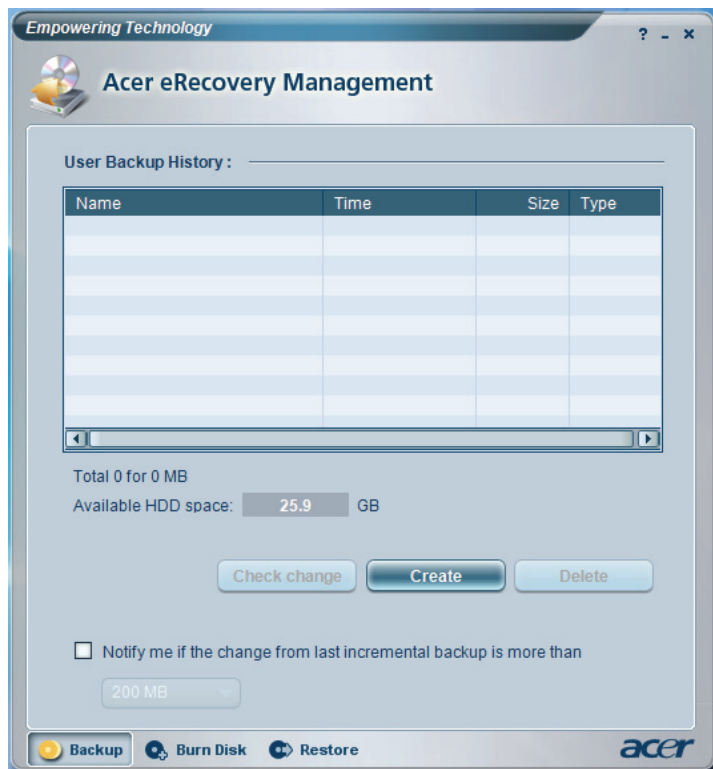 Empowering Technology
? - x
Acer eRecovery Management
User Backup History :
Name Time Size Type
Total 0 for 0 MB
Available HDD space: 25.9 GB
Check change Create Delete
Notify me if the change from last incremental backup is more than
200 MB
Backup Burn Disk Restore acer